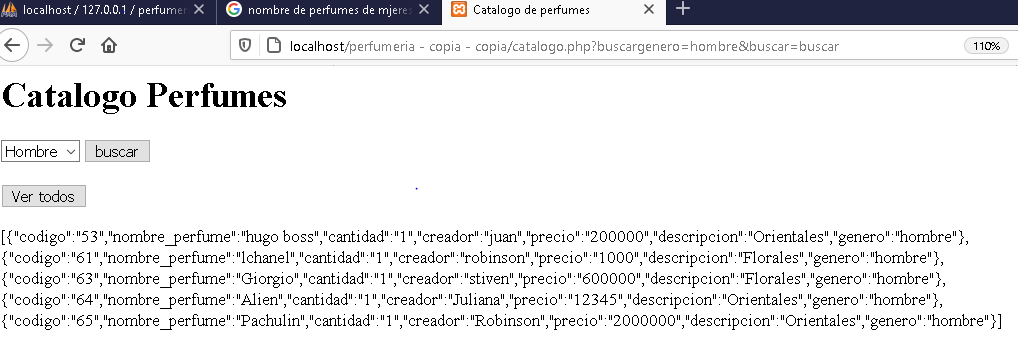 localhost / 127.0.0.1 / perfumer
nombre de perfumes de mjeres
Catalogo de perfumes
localhost/perfumeria - copia - copia/catalogo.php?buscargenero=hombre&buscar=buscar
110%
Catalogo Perfumes
Hombre buscar
Ver todos
[{"codigo":"53","nombre_perfume":"hugo boss","cantidad":"1","creador":"juan","precio":"200000","descripcion":"Orientales","genero":"hombre"},
{"codigo":"61","nombre_perfume":"lchanel","cantidad":"1","creador":"robinson","precio":"1000","descripcion":"Florales","genero":"hombre"},
{"codigo":"63","nombre_perfume":"Giorgio","cantidad":"1","creador":"stiven","precio":"600000","descripcion":"Florales","genero":"hombre"},
{"codigo":"64","nombre_perfume":"Alien","cantidad":"1","creador":"Juliana","precio":"12345","descripcion":"Orientales","genero":"hombre"},
{"codigo":"65","nombre_perfume":"Pachulin","cantidad":"1","creador":"Robinson","precio":"2000000","descripcion":"Orientales","genero":"hombre"}]